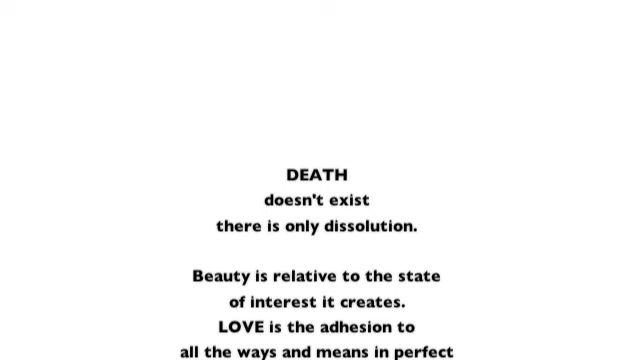 DEATH
doesn't exist
there is only dissolution.
Beauty is relative to the state
of interest it creates.
LOVE is the adhesion to
all the ways and means in perfect